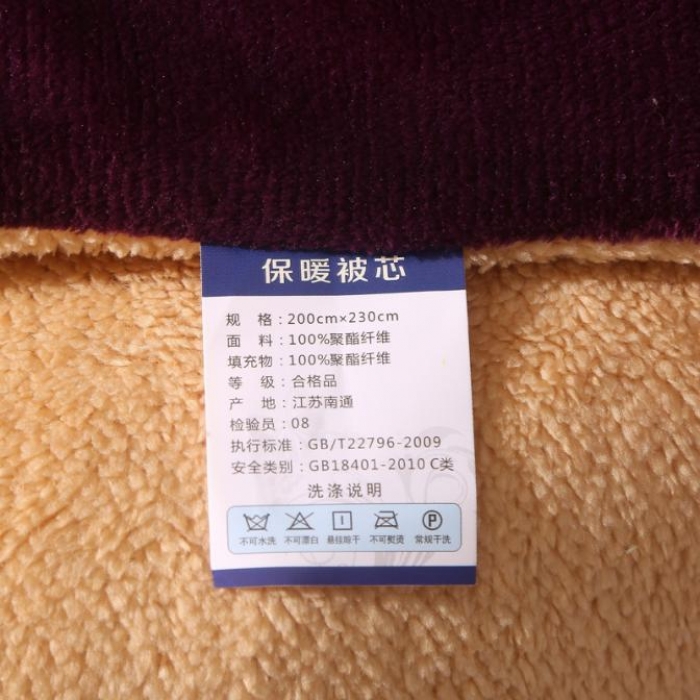 保暖被芯
规 格：200cm×230cm
面 料：100%聚酯纤维
填充物：100%聚酯纤维
等 级：合格品
产 地：江苏南通
检验员：08
执行标准：GB/T22796-2009
安全类别：GB18401-2010 C类
洗涤说明
不可水洗 不可漂白 悬挂晾干 不可熨烫 常规干洗